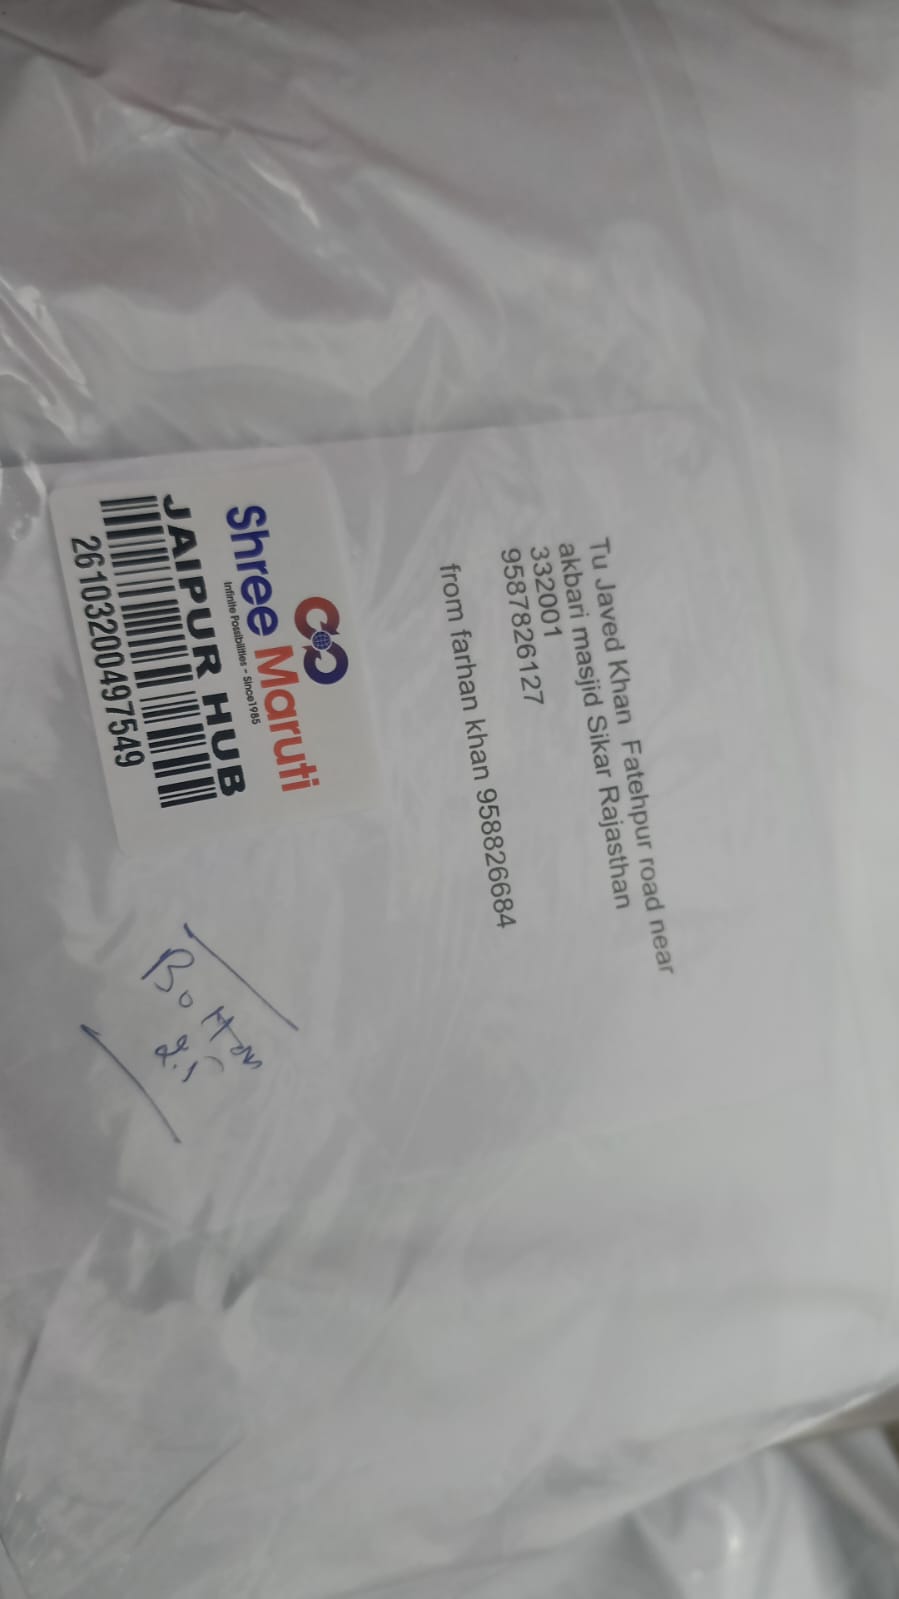 Tu Javed Khan Fatehpur road near
akbari masjid Sikar Rajasthan
332001
9587826127
from farhan khan 958826684
Shree Maruti
Infinite Possibilities - Since1985
JAIPUR HUB
26103200497549